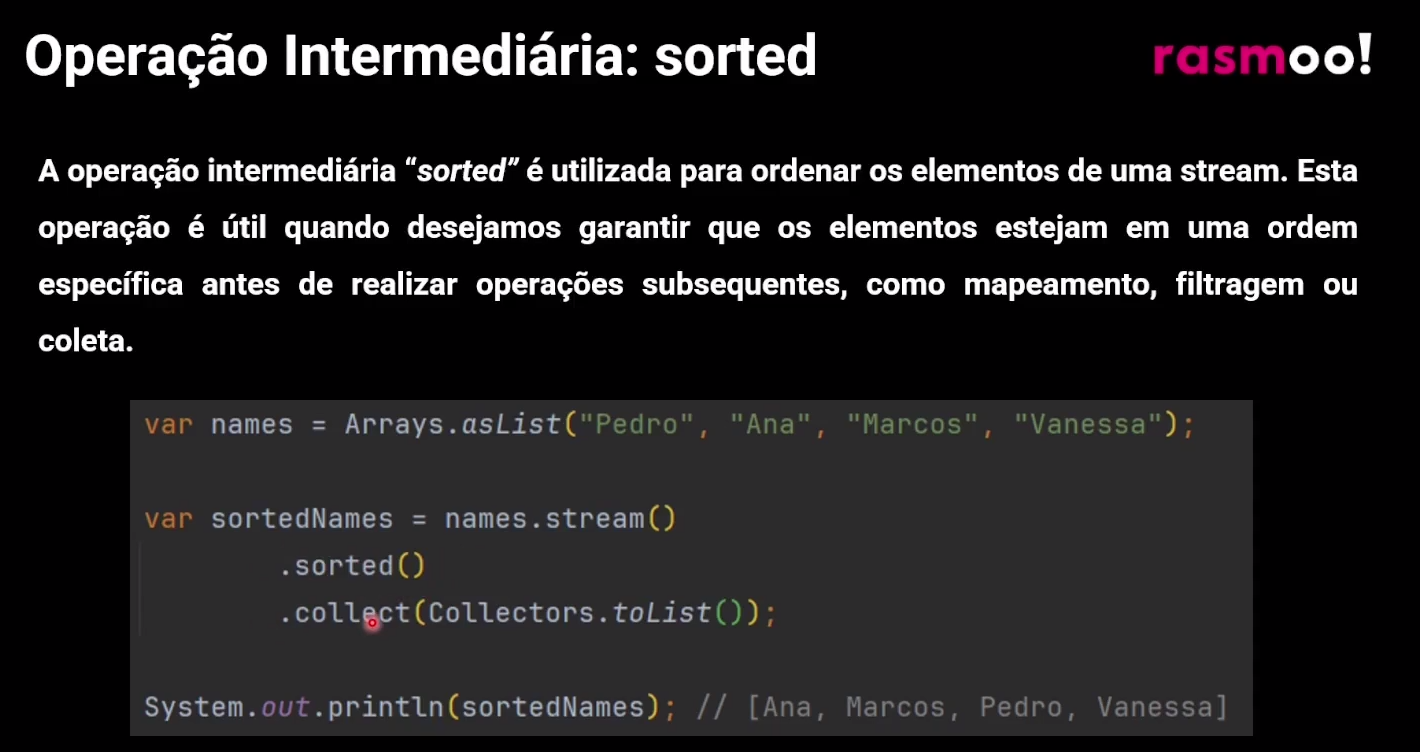 Operação Intermediária: sorted
rasmoo!
A operação intermediária “sorted” é utilizada para ordenar os elementos de uma stream. Esta
operação é útil quando desejamos garantir que os elementos estejam em uma ordem
específica antes de realizar operações subsequentes, como mapeamento, filtragem ou
coleta.
var names = Arrays.asList("Pedro", "Ana", "Marcos", "Vanessa");
var sortedNames = names.stream()
.sorted()
.collect(Collectors.toList());
System.out.println(sortedNames); // [Ana, Marcos, Pedro, Vanessa]